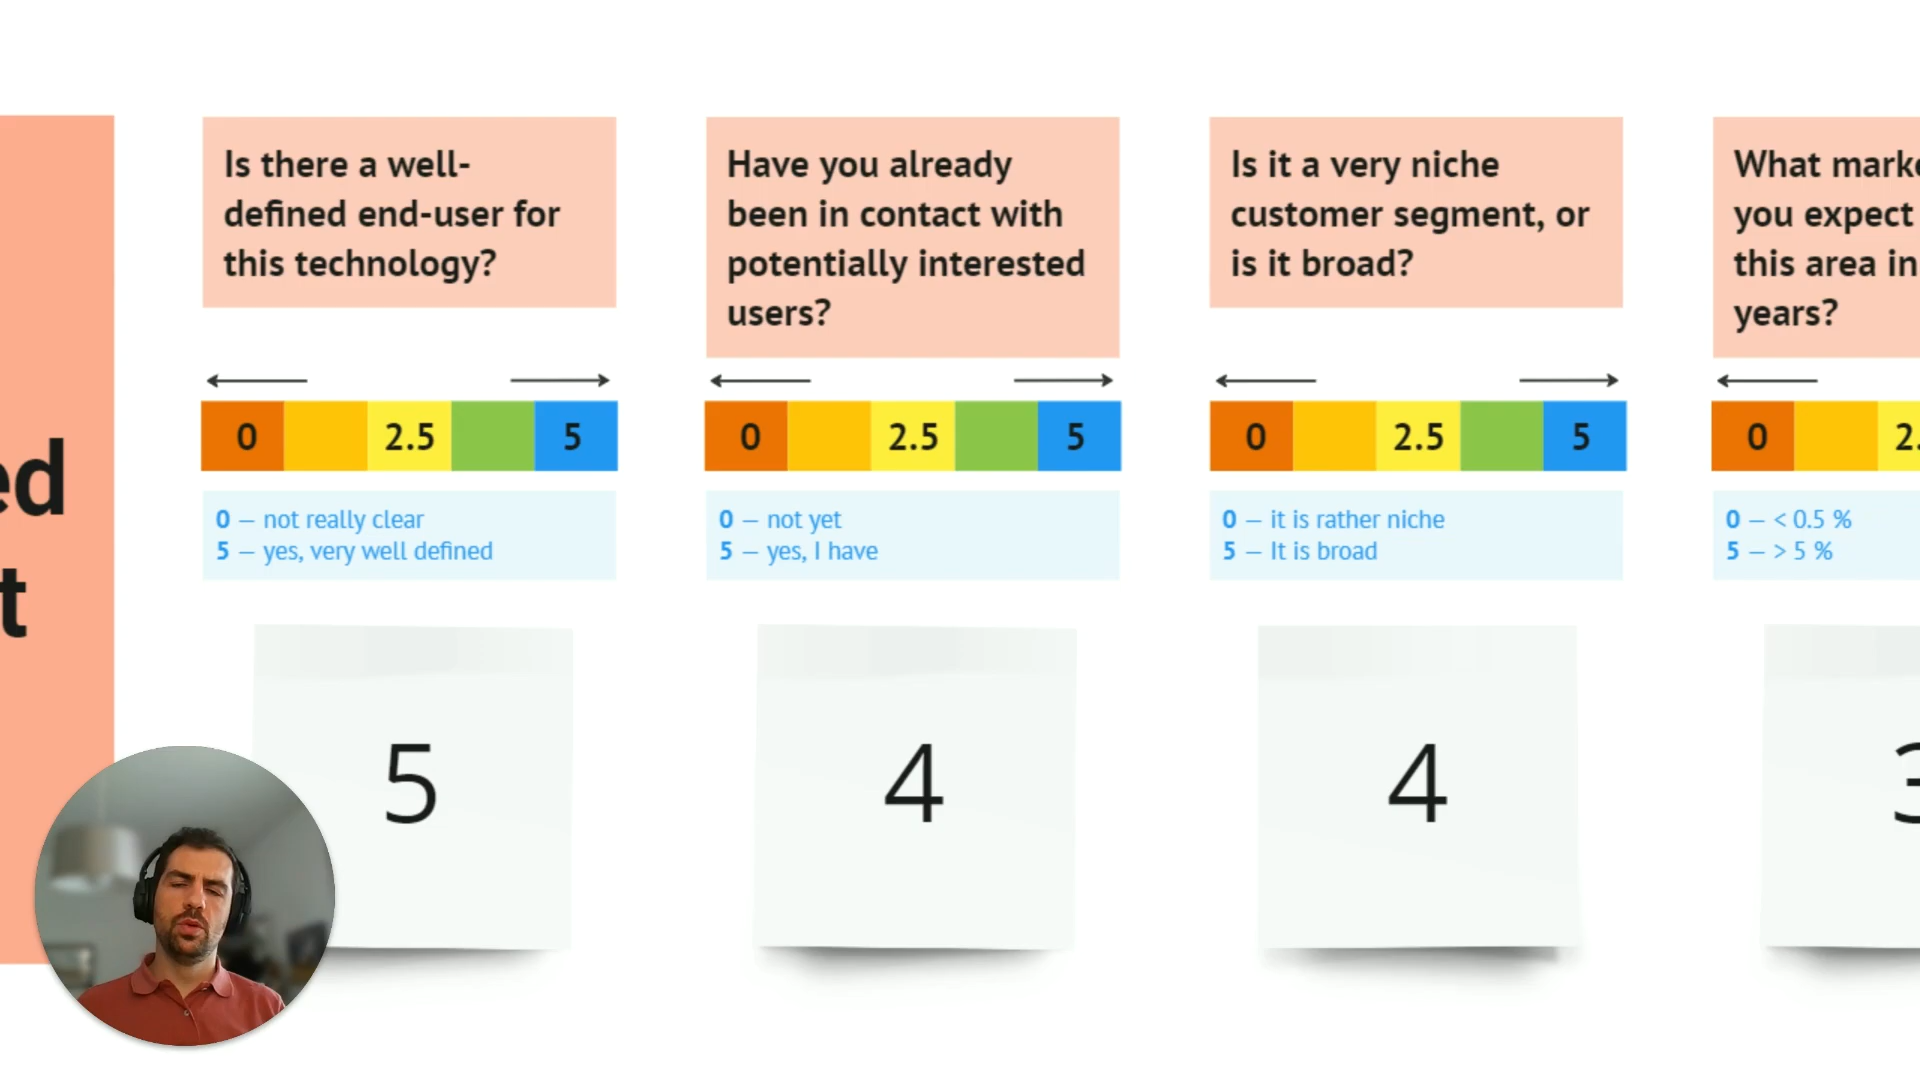 ed
t
Is there a well-
defined end-user for
this technology?
0 2.5 5
0 – not really clear
5 – yes, very well defined
5
Have you already
been in contact with
potentially interested
users?
0 2.5 5
0 – not yet
5 – yes, I have
4
Is it a very niche
customer segment, or
is it broad?
0 2.5 5
0 – it is rather niche
5 – It is broad
4
What
you expect
this area in
years?
0
0 – < 0.5 %
5 – > 5 %
3